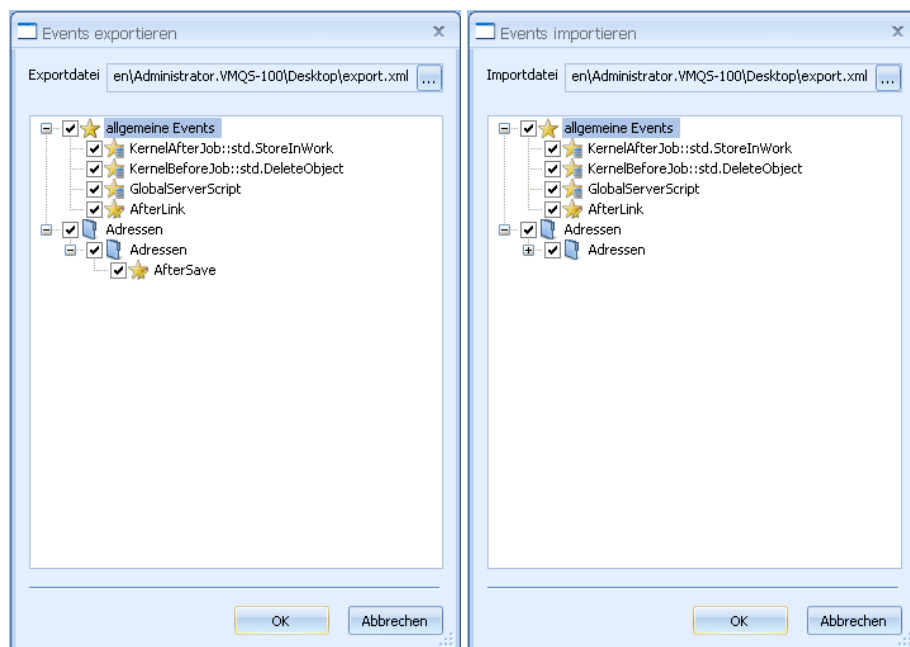 Events exportieren
Exportdatei en\Administrator.VMQS-100\Desktop\export.xml ...
allgemeine Events
KernelAfterJob::std.StoreInWork
KernelBeforeJob::std.DeleteObject
GlobalServerScript
AfterLink
Adressen
Adressen
AfterSave
OK Abbrechen
Events importieren
Importdatei en\Administrator.VMQS-100\Desktop\export.xml ...
allgemeine Events
KernelAfterJob::std.StoreInWork
KernelBeforeJob::std.DeleteObject
GlobalServerScript
AfterLink
Adressen
Adressen
OK Abbrechen